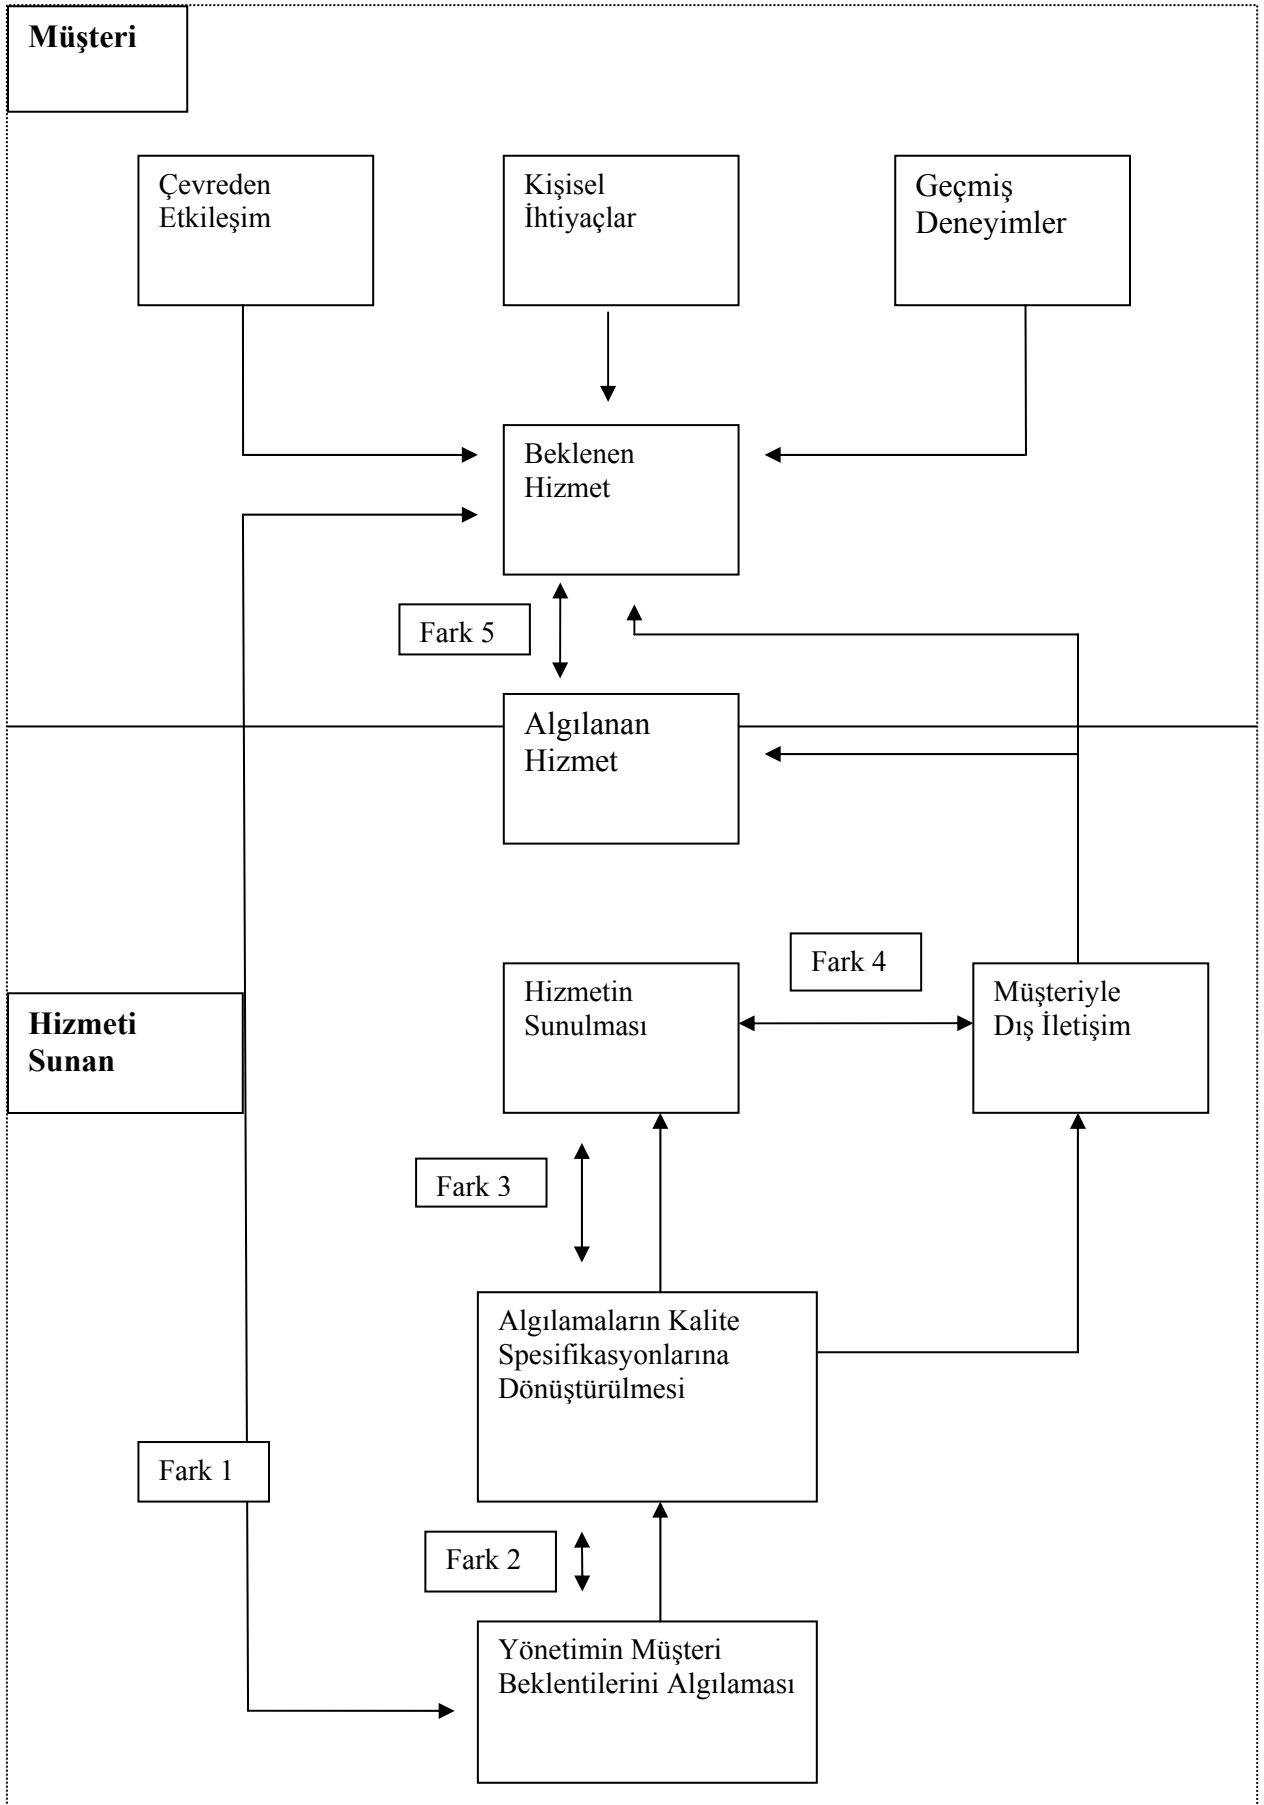 Müşteri
Çevreden
Etkileşim
Kişisel
İhtiyaçlar
Geçmiş
Deneyimler
Beklenen
Hizmet
Fark 5
Algılanan
Hizmet
Fark 4
Hizmetin
Sunulması
Müşteriyle
Dış İletişim
Hizmeti
Sunan
Fark 3
Algılamaların Kalite
Spesifikasyonlarına
Dönüştürülmesi
Fark 1
Fark 2
Yönetimin Müşteri
Beklentilerini Algılaması